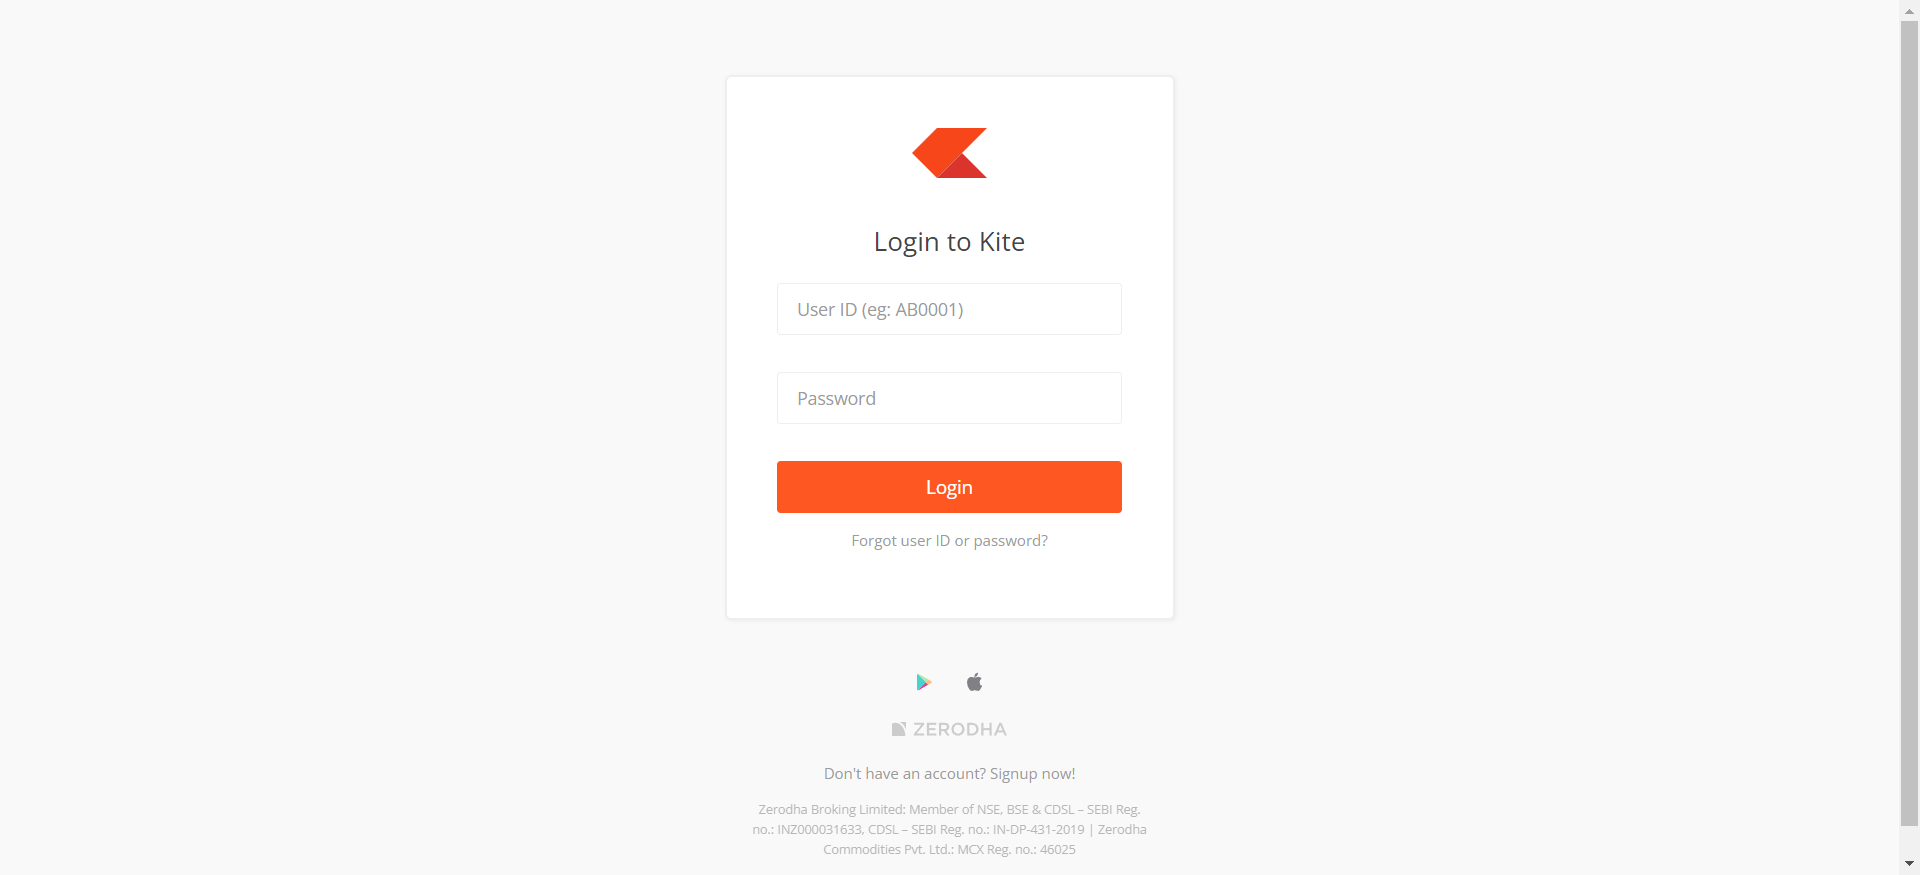 Login to Kite
User ID (eg: AB0001)
Password
Login
Forgot user ID or password?
ZERODHA
Don't have an account? Signup now!
Zerodha Broking Limited: Member of NSE, BSE & CDSL – SEBI Reg.
no.: INZ000031633, CDSL – SEBI Reg. no.: IN-DP-431-2019 | Zerodha
Commodities Pvt. Ltd.: MCX Reg. no.: 46025